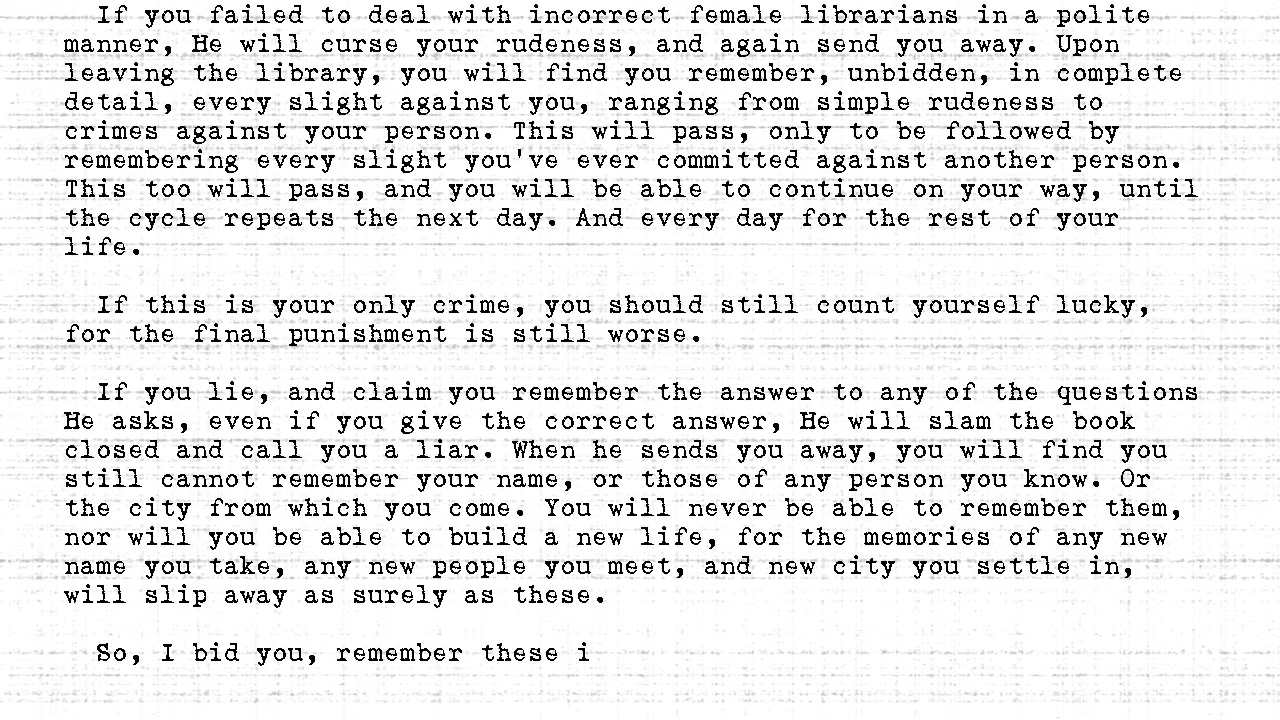 If you failed to deal with incorrect female librarians in a polite
manner, He will curse your rudeness, and again send you away. Upon
leaving the library, you will find you remember, unbidden, in complete
detail, every slight against you, ranging from simple rudeness to
crimes against your person. This will pass, only to be followed by
remembering every slight you've ever committed against another person.
This too will pass, and you will be able to continue on your way, until
the cycle repeats the next day. And every day for the rest of your
life.
If this is your only crime, you should still count yourself lucky,
for the final punishment is still worse.
If you lie, and claim you remember the answer to any of the questions
He asks, even if you give the correct answer, He will slam the book
closed and call you a liar. When he sends you away, you will find you
still cannot remember your name, or those of any person you know. Or
the city from which you come. You will never be able to remember them,
nor will you be able to build a new life, for the memories of any new
name you take, any new people you meet, and new city you settle in,
will slip away as surely as these.
So, I bid you, remember these i